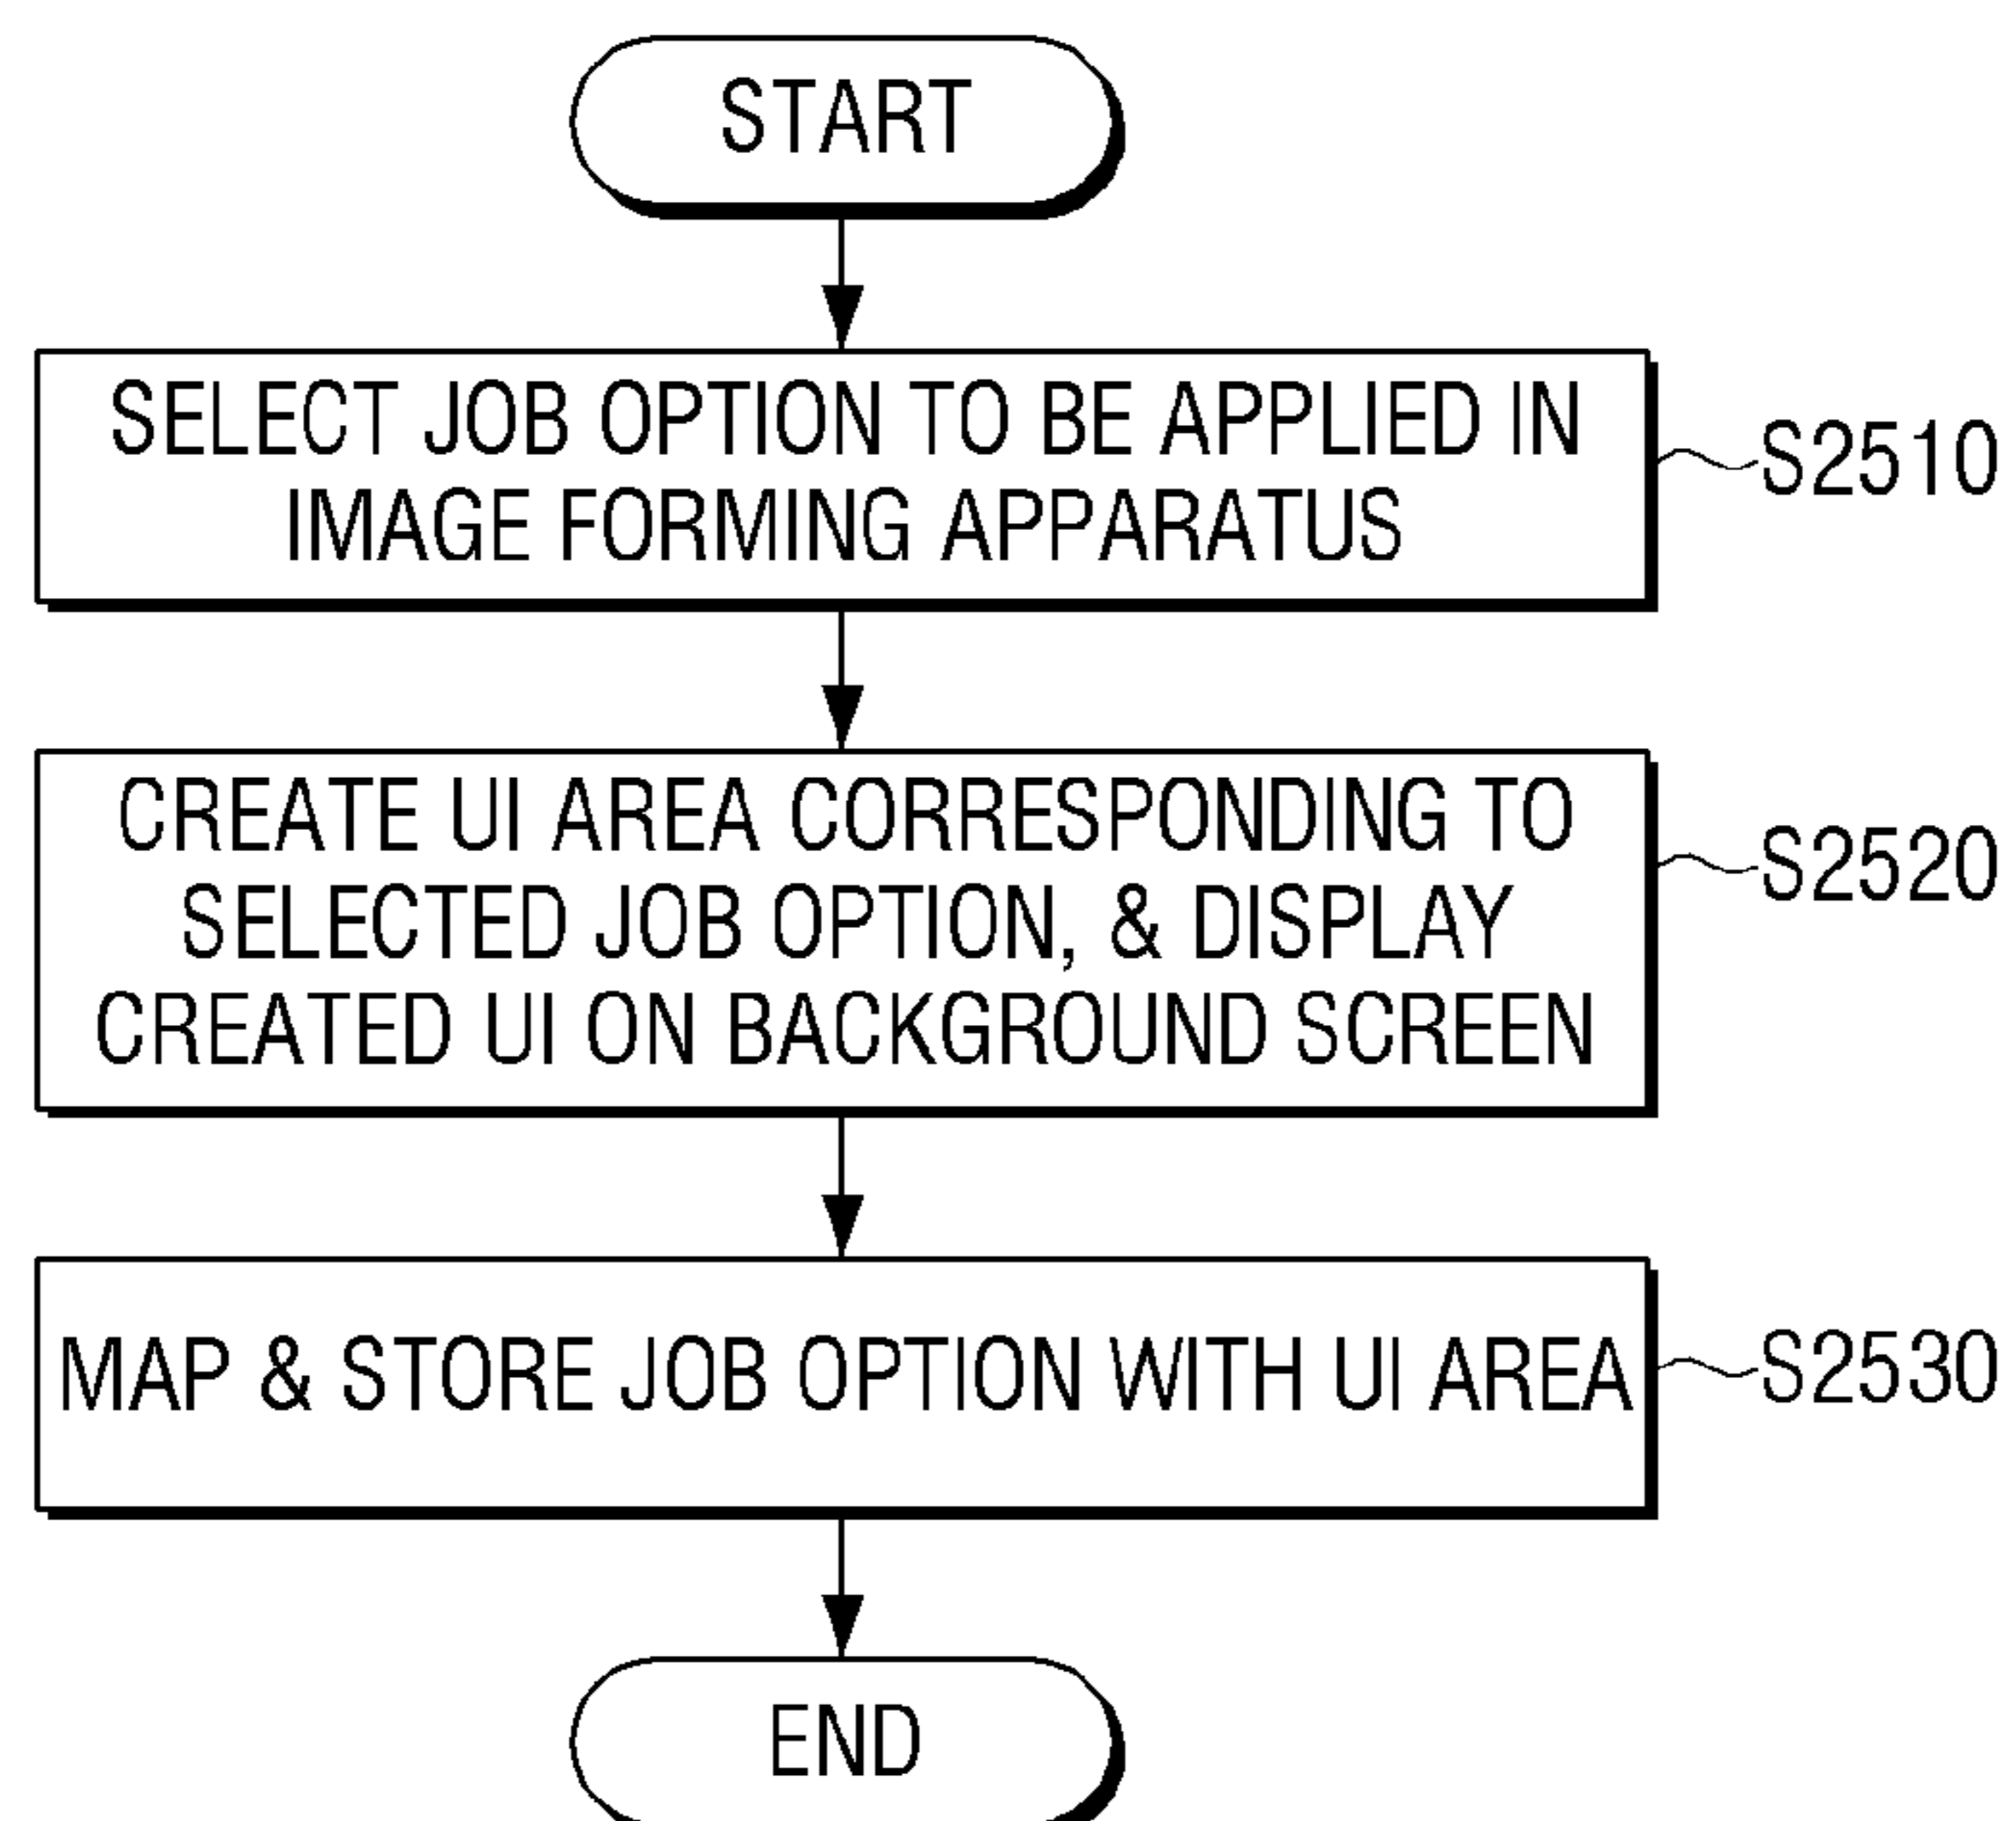 START
SELECT JOB OPTION TO BE APPLIED IN
IMAGE FORMING APPARATUS
S2510
CREATE UI AREA CORRESPONDING TO
SELECTED JOB OPTION, & DISPLAY
CREATED UI ON BACKGROUND SCREEN
S2520
MAP & STORE JOB OPTION WITH UI AREA
S2530
END